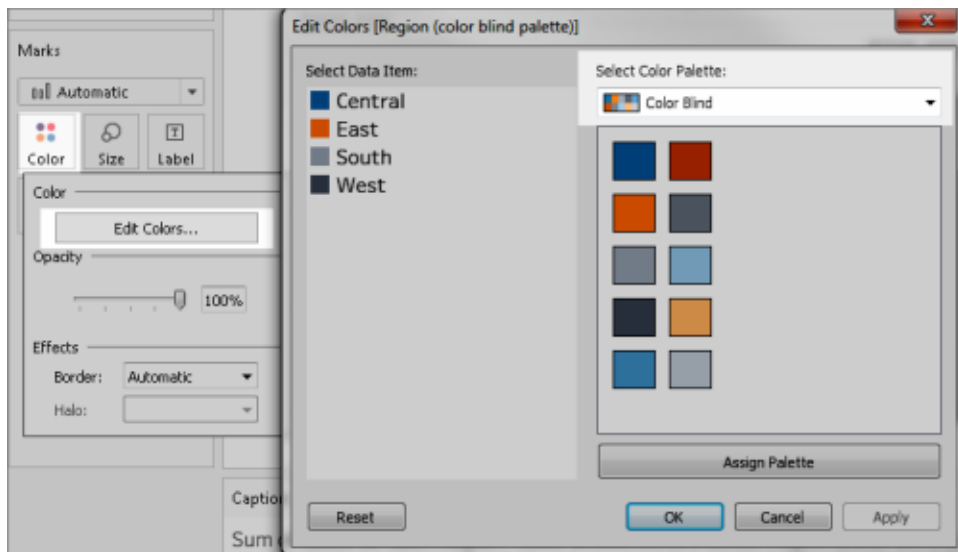 Marks
Automatic
Color
Size
T
Label
Color
Edit Colors...
Opacity
100%
Effects
Border:
Automatic
Halo:
Edit Colors [Region (color blind palette)]
Select Data Item:
Central
East
South
West
Select Color Palette:
Color Blind
Assign Palette
Reset
OK
Cancel
Apply
Sum